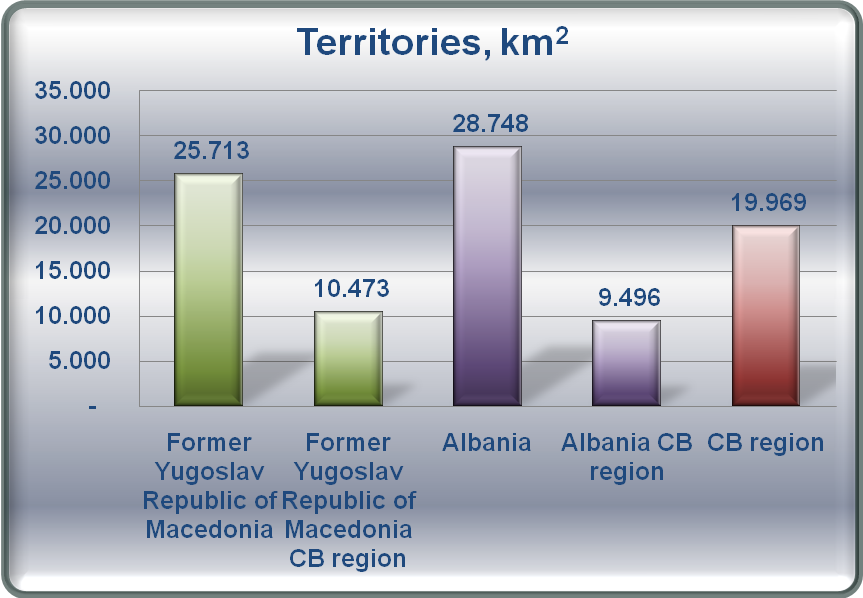 Territories, km²
35.000
30.000
25.000
20.000
15.000
10.000
5.000
-
25.713
10.473
28.748
9.496
19.969
Former
Yugoslav
Republic of
Macedonia
Former
Yugoslav
Republic of
Macedonia
CB region
Albania
Albania CB
region
CB region